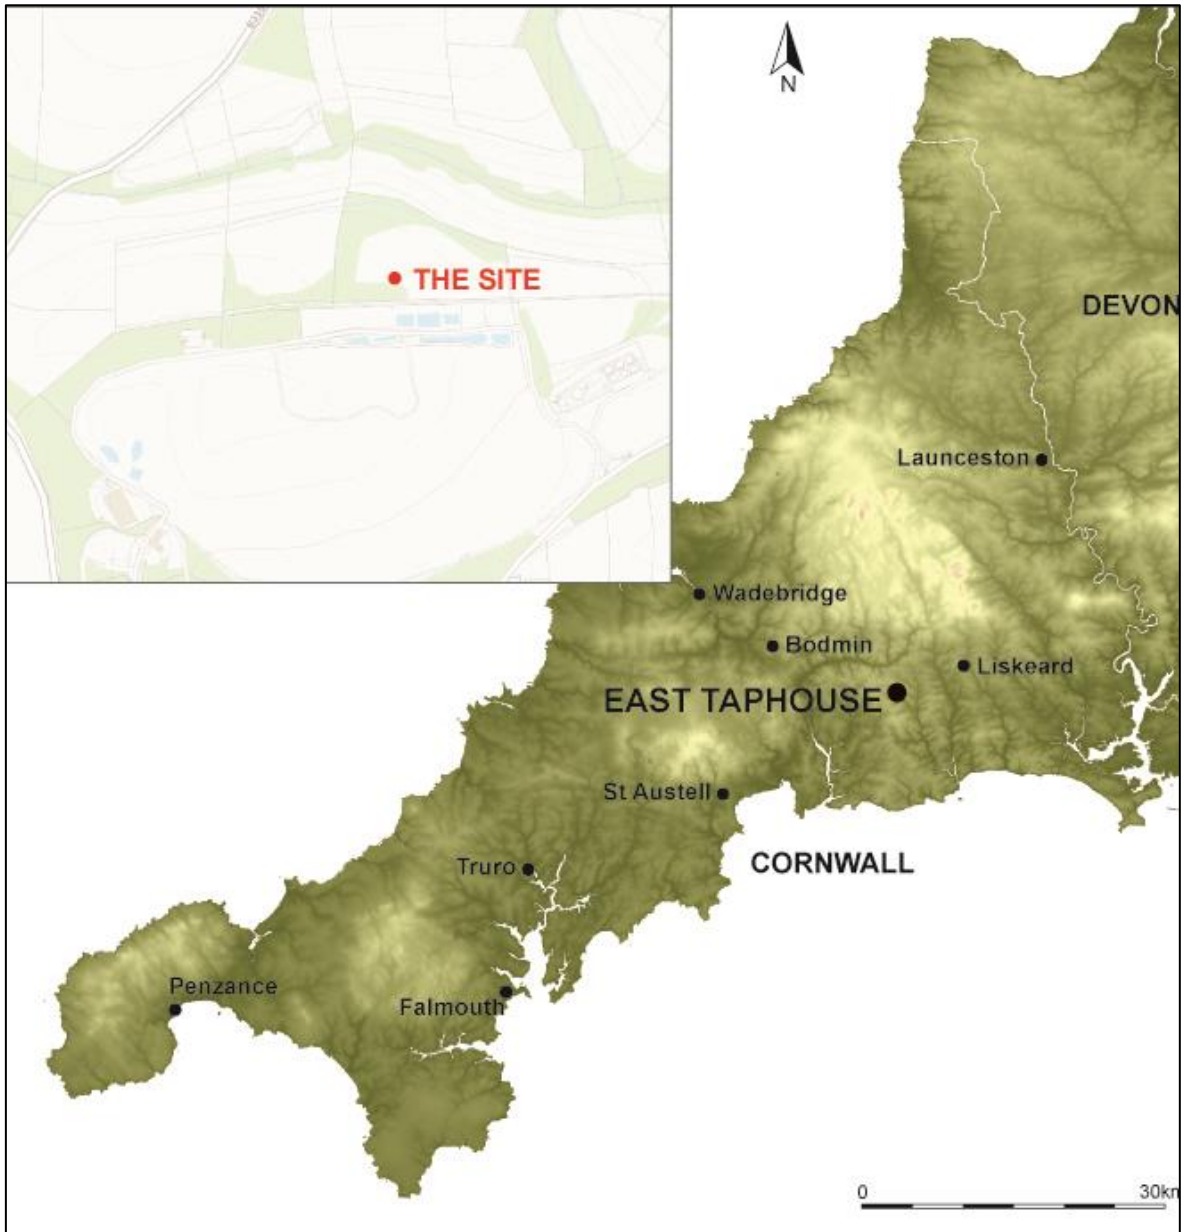 N
THE SITE
DEVON
Launceston
Wadebridge
Bodmin
Liskeard
EAST TAPHOUSE
St Austell
CORNWALL
Truro
Penzance
Falmouth
0 30km